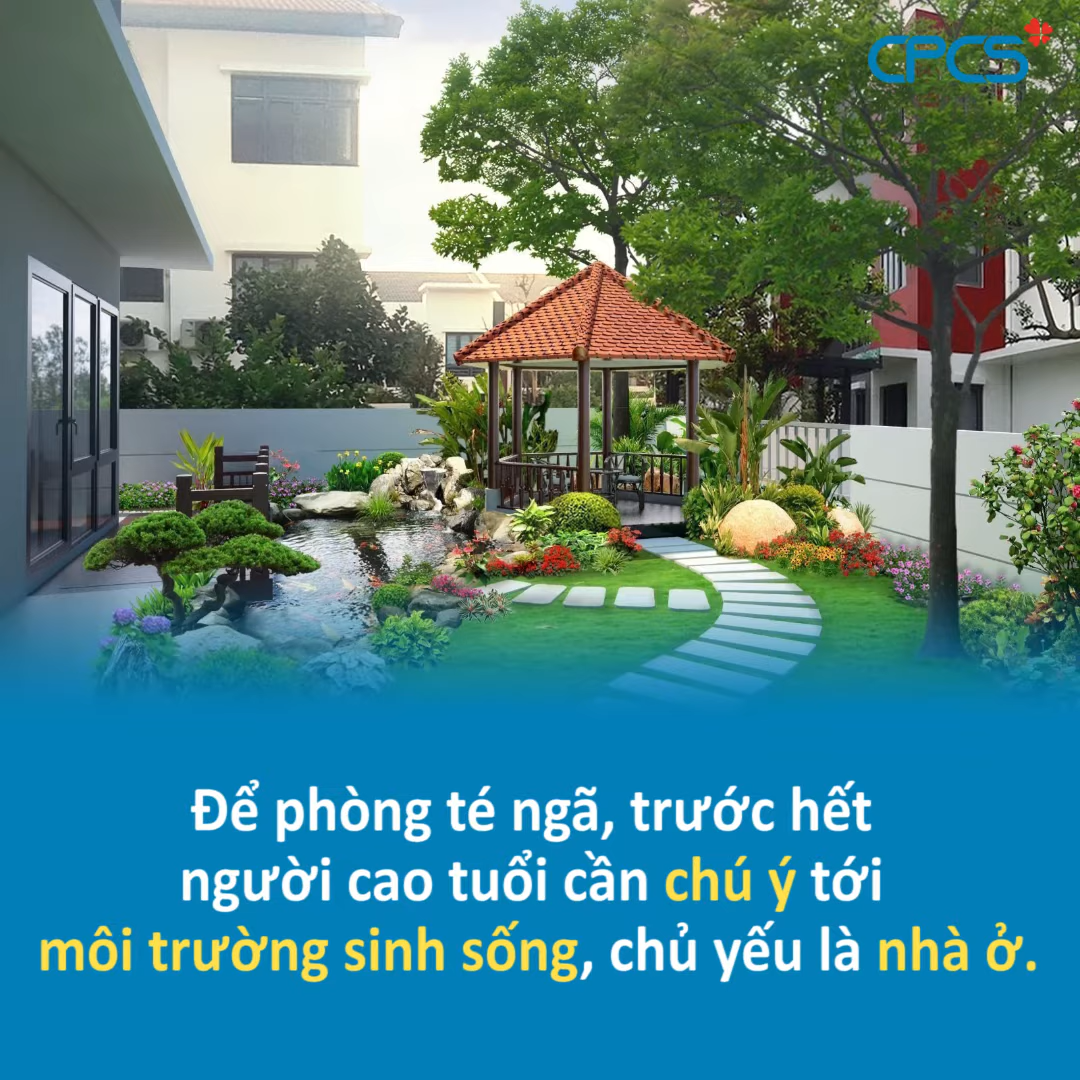 CPCS
Để phòng té ngã, trước hết
người cao tuổi cần chú ý tới
môi trường sinh sống, chủ yếu là nhà ở.